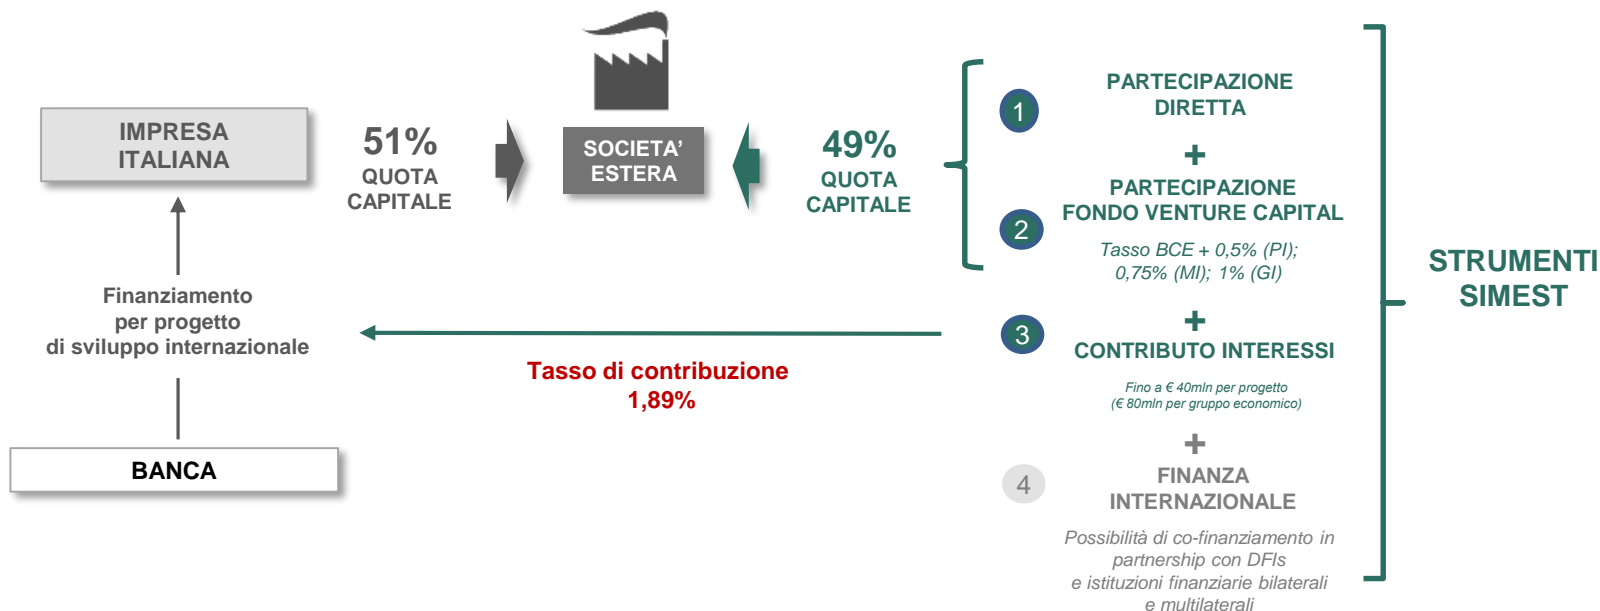 IMPRESA
ITALIANA
51%
QUOTA
CAPITALE
SOCIETA’
ESTERA
49%
QUOTA
CAPITALE
1
PARTECIPAZIONE
DIRETTA
+
2
PARTECIPAZIONE
FONDO VENTURE CAPITAL
Tasso BCE + 0,5% (PI);
0,75% (MI); 1% (GI)
+
3
CONTRIBUTO INTERESSI
Fino a € 40mln per progetto
(€ 80mln per gruppo economico)
+
4
FINANZA
INTERNAZIONALE
Possibilità di co-finanziamento in
partnership con DFIs
e istituzioni finanziarie bilaterali
e multilaterali
STRUMENTI
SIMEST
Finanziamento
per progetto
di sviluppo internazionale
Tasso di contribuzione
1,89%
BANCA